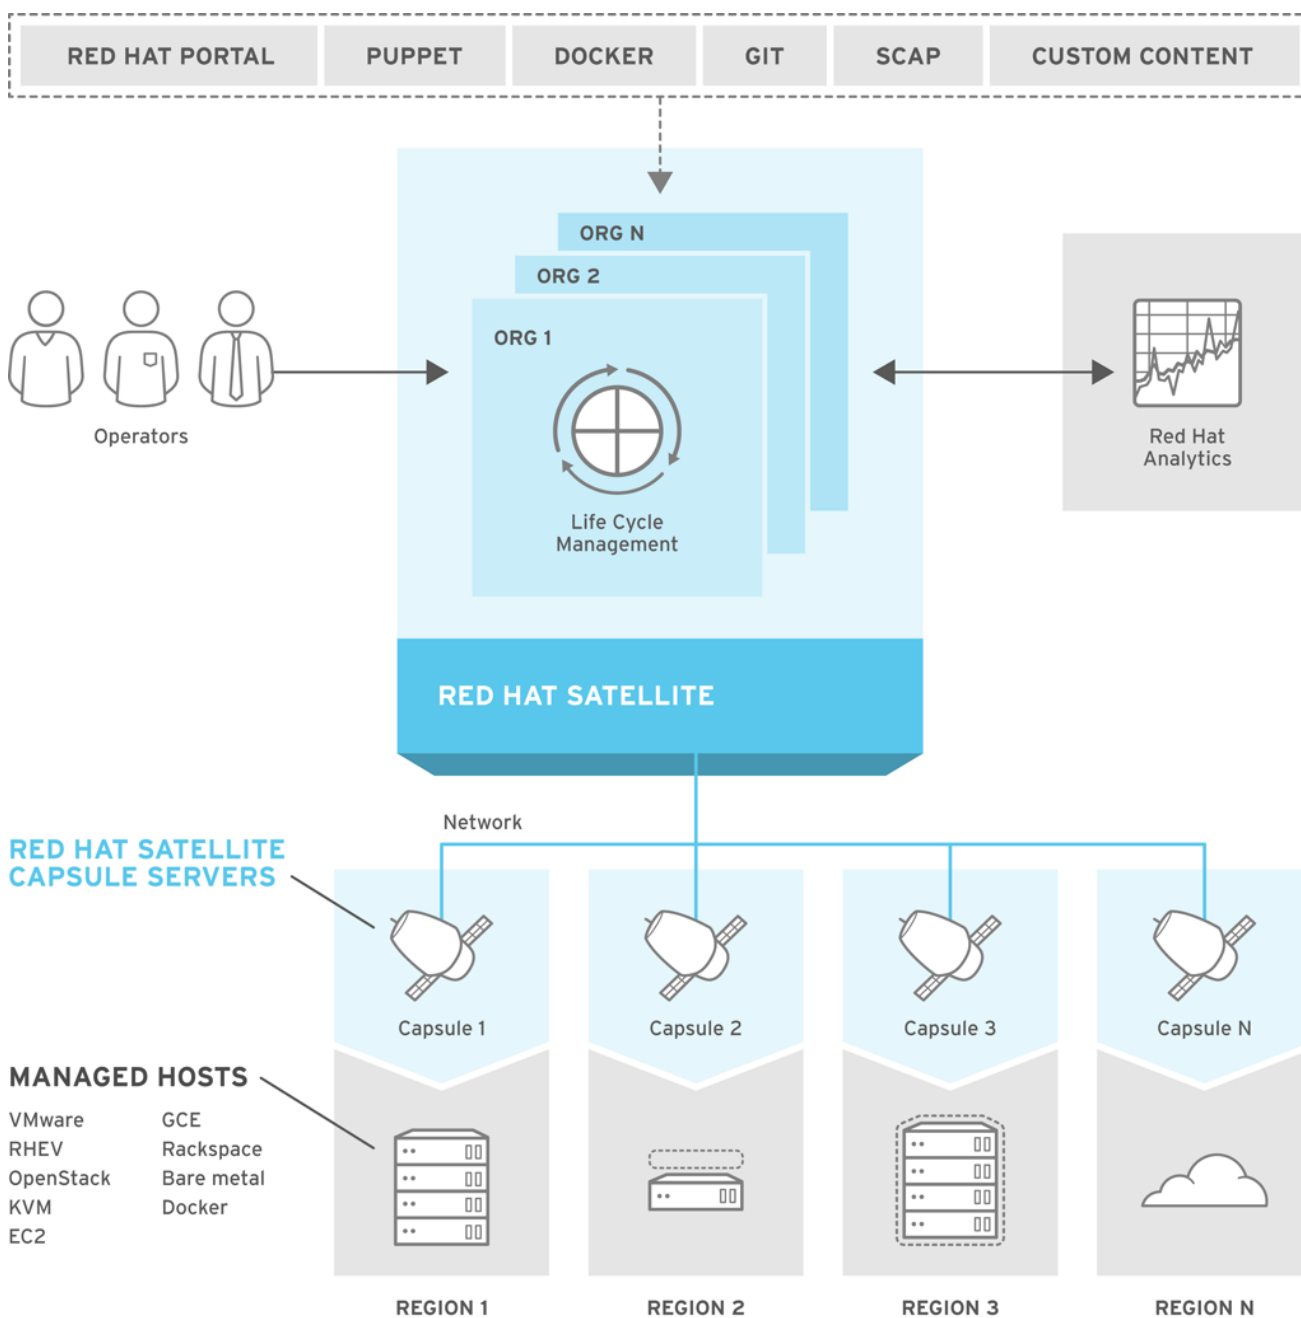 RED HAT PORTAL
PUPPET
DOCKER
GIT
SCAP
CUSTOM CONTENT
ORG N
ORG 2
ORG 1
Life Cycle
Management
Operators
Red Hat
Analytics
RED HAT SATELLITE
Network
RED HAT SATELLITE
CAPSULE SERVERS
Capsule 1
Capsule 2
Capsule 3
Capsule N
MANAGED HOSTS
VMware
RHEV
OpenStack
KVM
EC2
GCE
Rackspace
Bare metal
Docker
REGION 1
REGION 2
REGION 3
REGION N